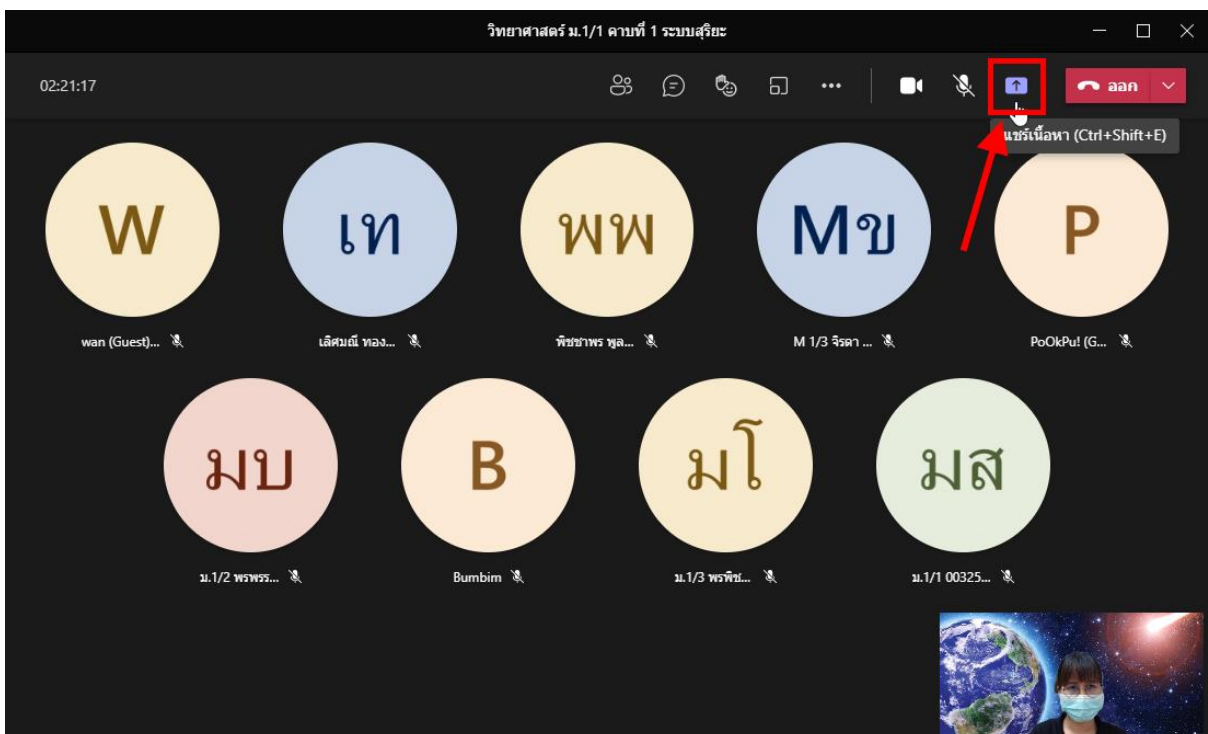 วิทยาศาสตร์ ม.1/1 คาบที่ 1 ระบบสุริยะ
02:21:17
ออก
แชร์เนื้อหา (Ctrl+Shift+E)
W เท พพ Mข P
wan (Guest)... เลิศมณี ทอง... พิชชาพร พูล... M 1/3 จิรดา ... PoOkPu! (G...
มบ B มโ มส
ม.1/2 พรพรร... Bumbim ม.1/3 พรพิช... ม.1/1 00325...